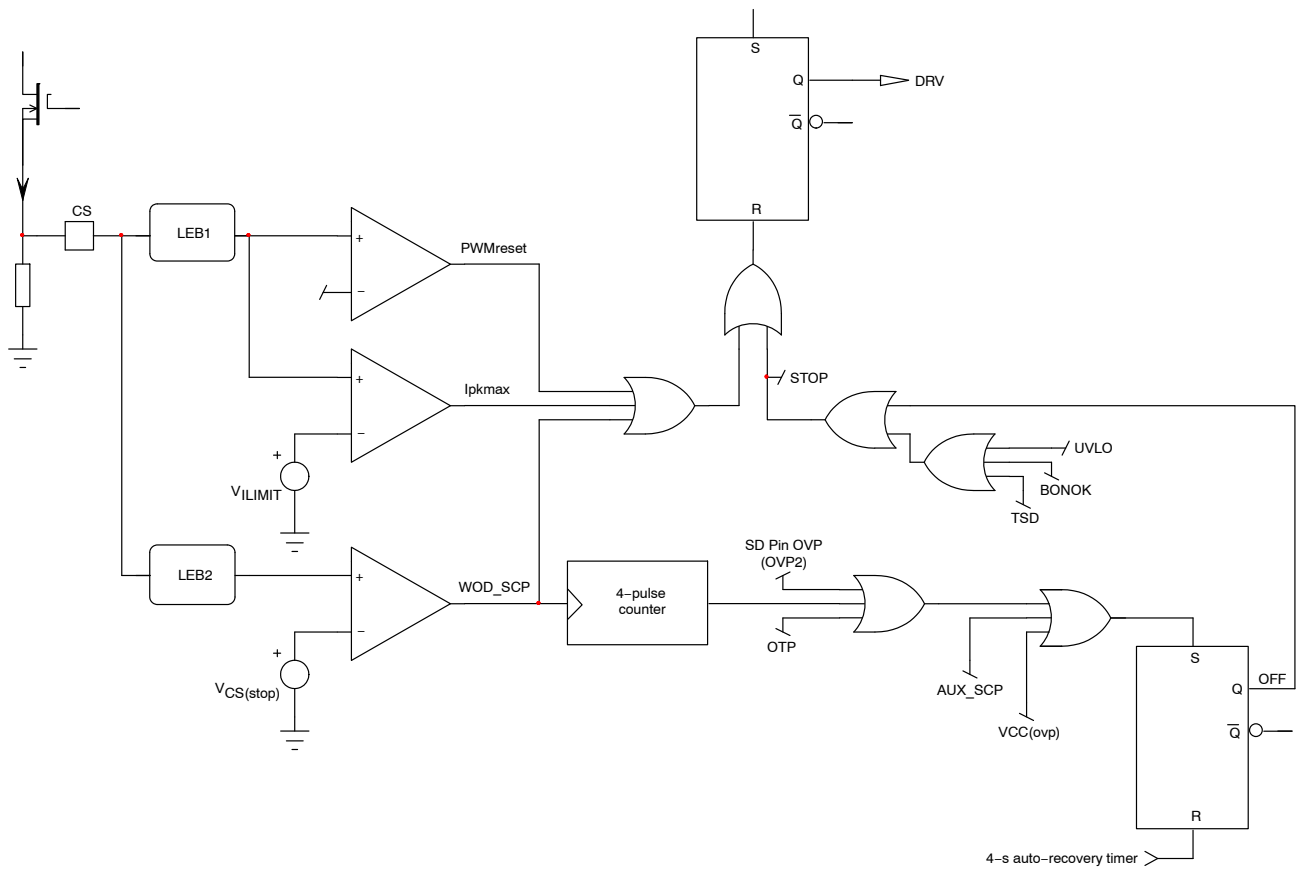 S
Q
DRV
Q
R
CS
LEB1
+
−
PWMreset
+
−
Ipkmax
STOP
+
VILIMIT
UVLO
BONOK
TSD
LEB2
+
−
WOD_SCP
4−pulse
counter
SD Pin OVP
(OVP2)
OTP
+
VCS(stop)
AUX_SCP
VCC(ovp)
S
Q
OFF
Q
R
4−s auto−recovery timer